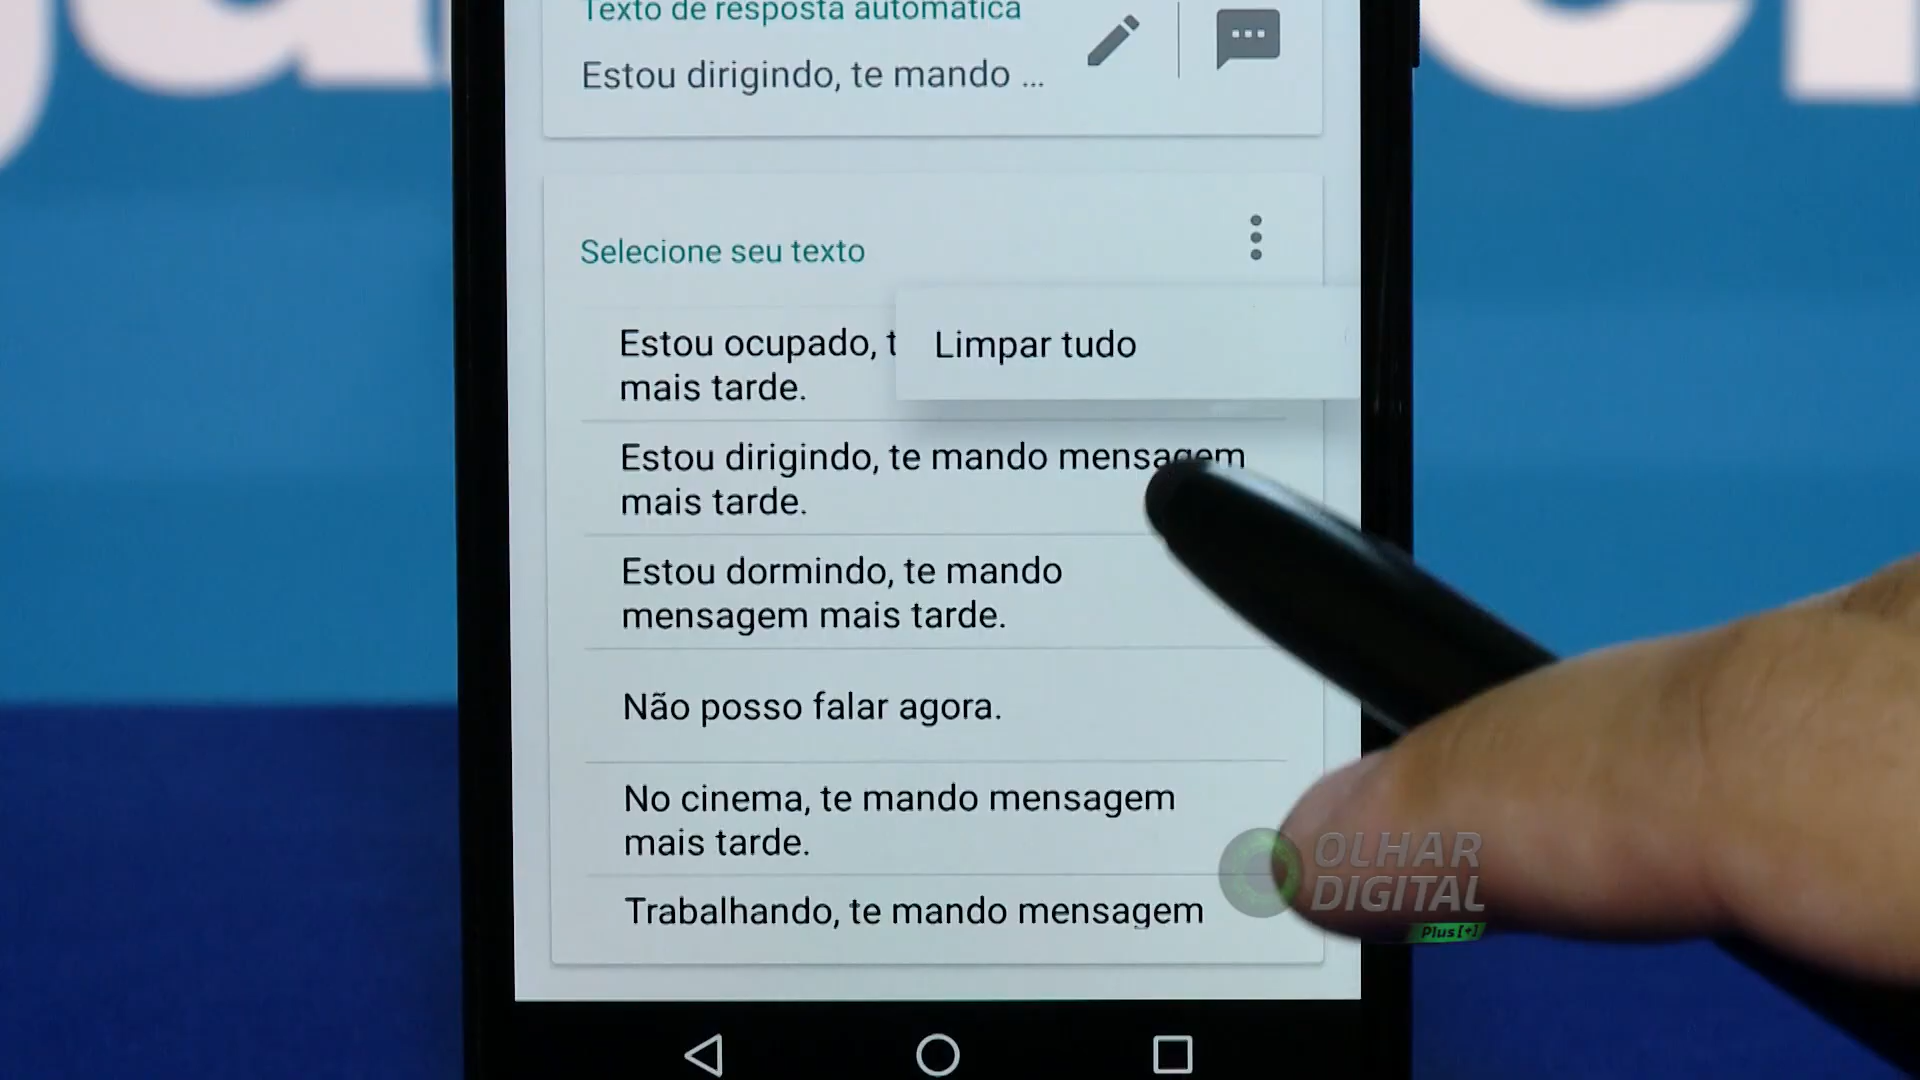 Texto de resposta automática
Estou dirigindo, te mando ...
Selecione seu texto
Estou ocupado, t
Limpar tudo
mais tarde.
Estou dirigindo, te mando mensagem
mais tarde.
Estou dormindo, te mando
mensagem mais tarde.
Não posso falar agora.
No cinema, te mando mensagem
mais tarde.
Trabalhando, te mando mensagem
OLHAR
DIGITAL
Plus[+]